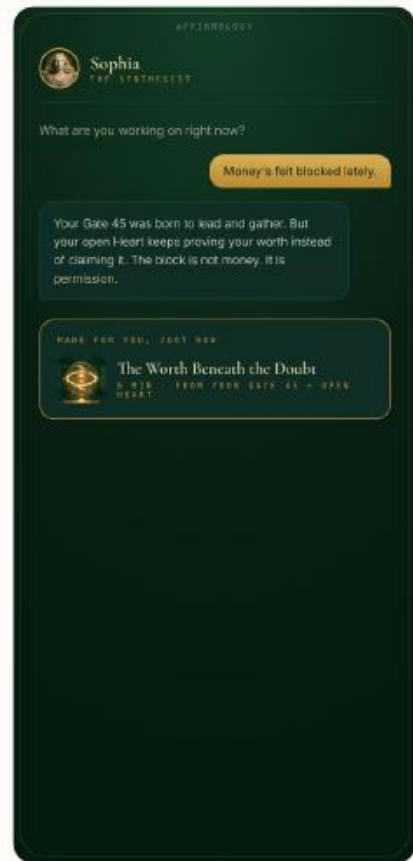 AFFIRMOLOGY
Sophia
THE SYNTHESIST
What are you working on right now?
Money's felt blocked lately.
Your Gate 45 was born to lead and gather. But
your open Heart keeps proving your worth instead
of claiming it. The block is not money. It is
permission.
MADE FOR YOU, JUST NOW
The Worth Beneath the Doubt
6 MIN · FROM YOUR GATE 45 + OPEN
HEART